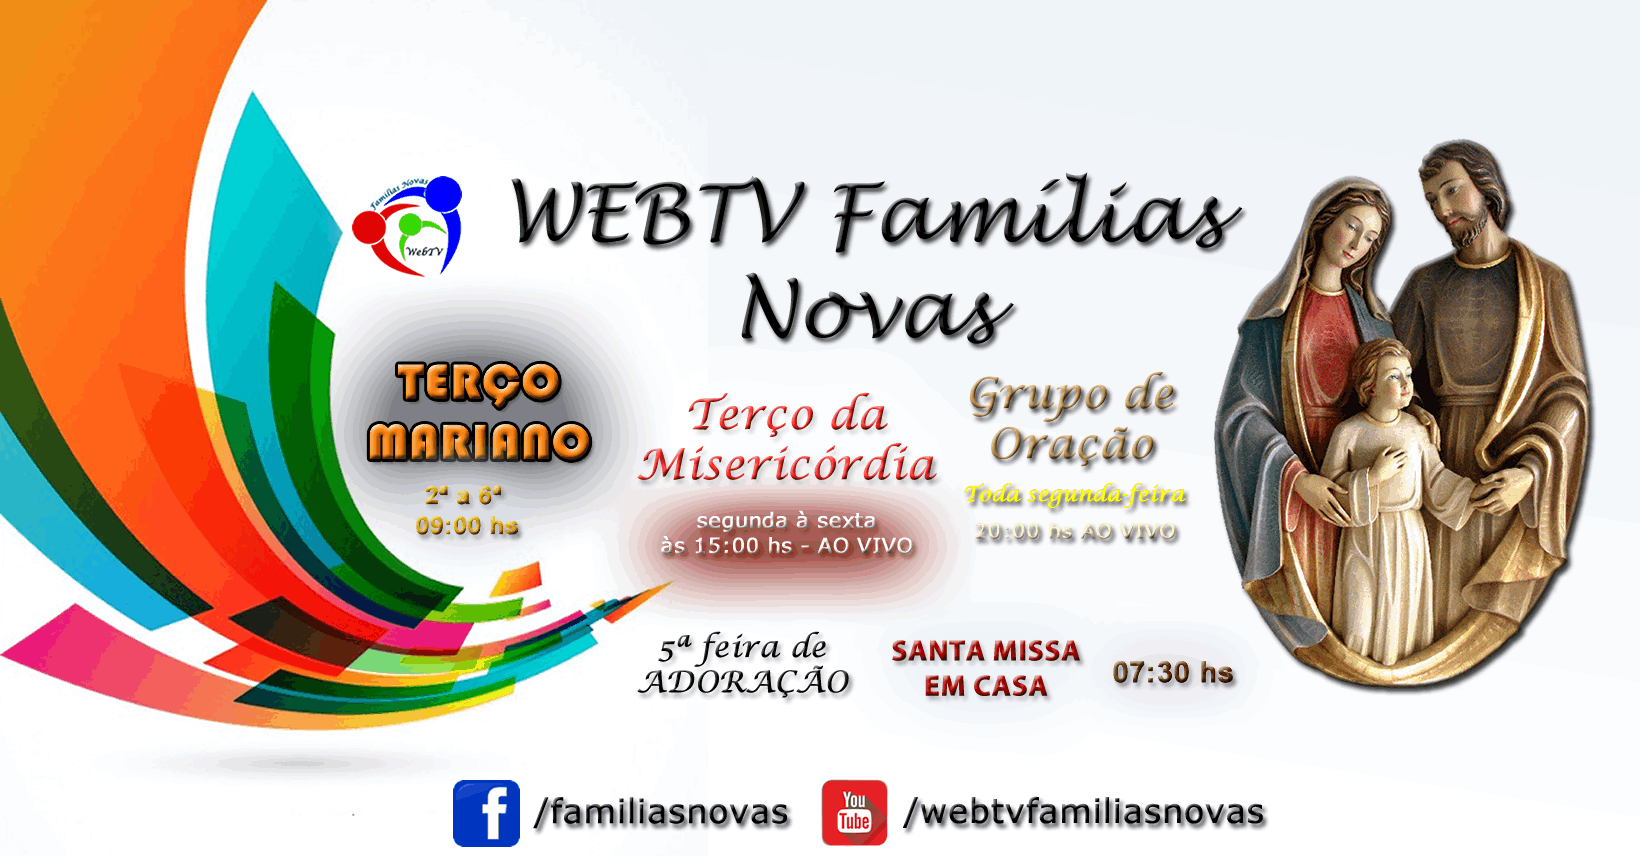 Famílias Novas
WebTV
WEBTV Famílias
Novas
TERÇO
MARIANO
2ª a 6ª
09:00 hs
Terço da
Misericórdia
segunda à sexta
às 15:00 hs - AO VIVO
Grupo de
Oração
Toda segunda-feira
20:00 hs AO VIVO
5ª feira de
ADORAÇÃO
SANTA MISSA
EM CASA
07:30 hs
f /familiasnovas
You
Tube
/webtvfamiliasnovas